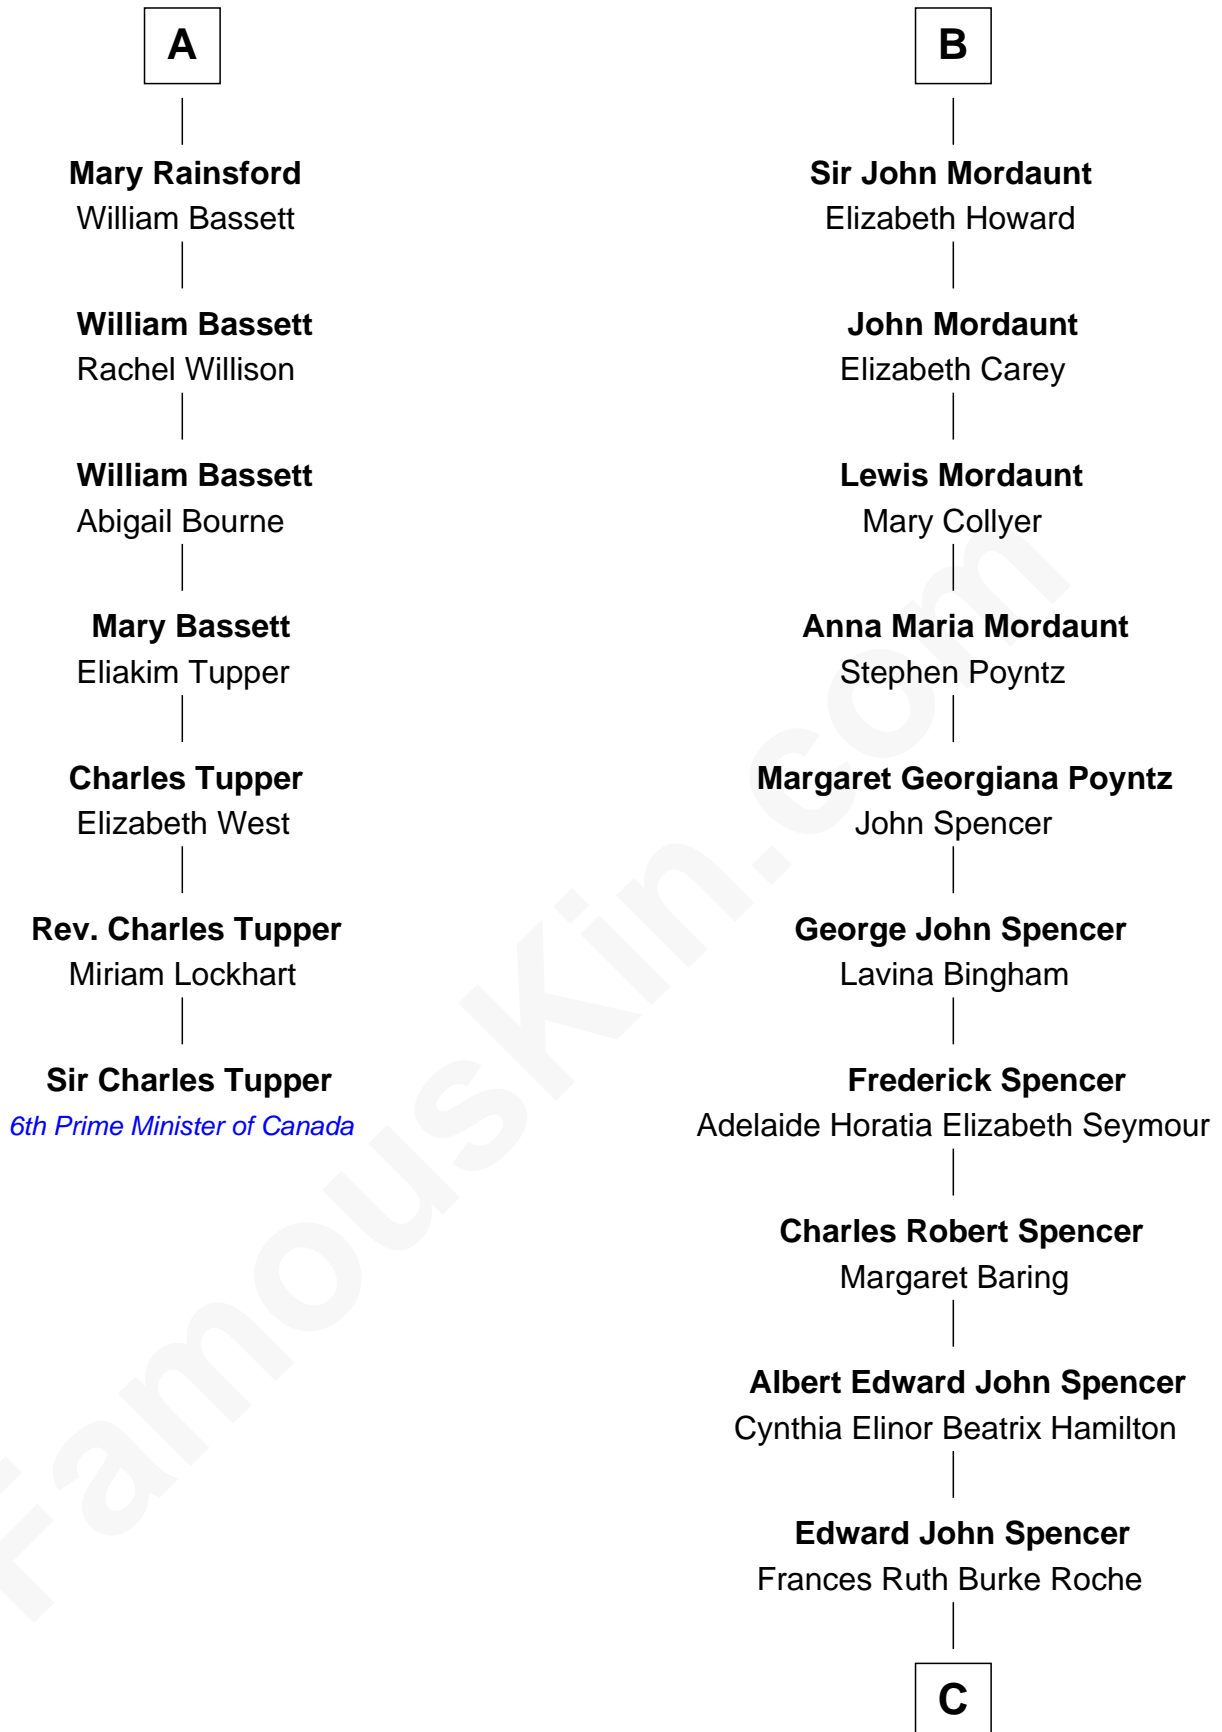 A
Mary Rainsford
William Bassett
William Bassett
Rachel Willison
William Bassett
Abigail Bourne
Mary Bassett
Eliakim Tupper
Charles Tupper
Elizabeth West
Rev. Charles Tupper
Miriam Lockhart
Sir Charles Tupper
6th Prime Minister of Canada
B
Sir John Mordaunt
Elizabeth Howard
John Mordaunt
Elizabeth Carey
Lewis Mordaunt
Mary Collyer
Anna Maria Mordaunt
Stephen Poyntz
Margaret Georgiana Poyntz
John Spencer
George John Spencer
Lavina Bingham
Frederick Spencer
Adelaide Horatia Elizabeth Seymour
Charles Robert Spencer
Margaret Baring
Albert Edward John Spencer
Cynthia Elinor Beatrix Hamilton
Edward John Spencer
Frances Ruth Burke Roche
C
FamousKin.com